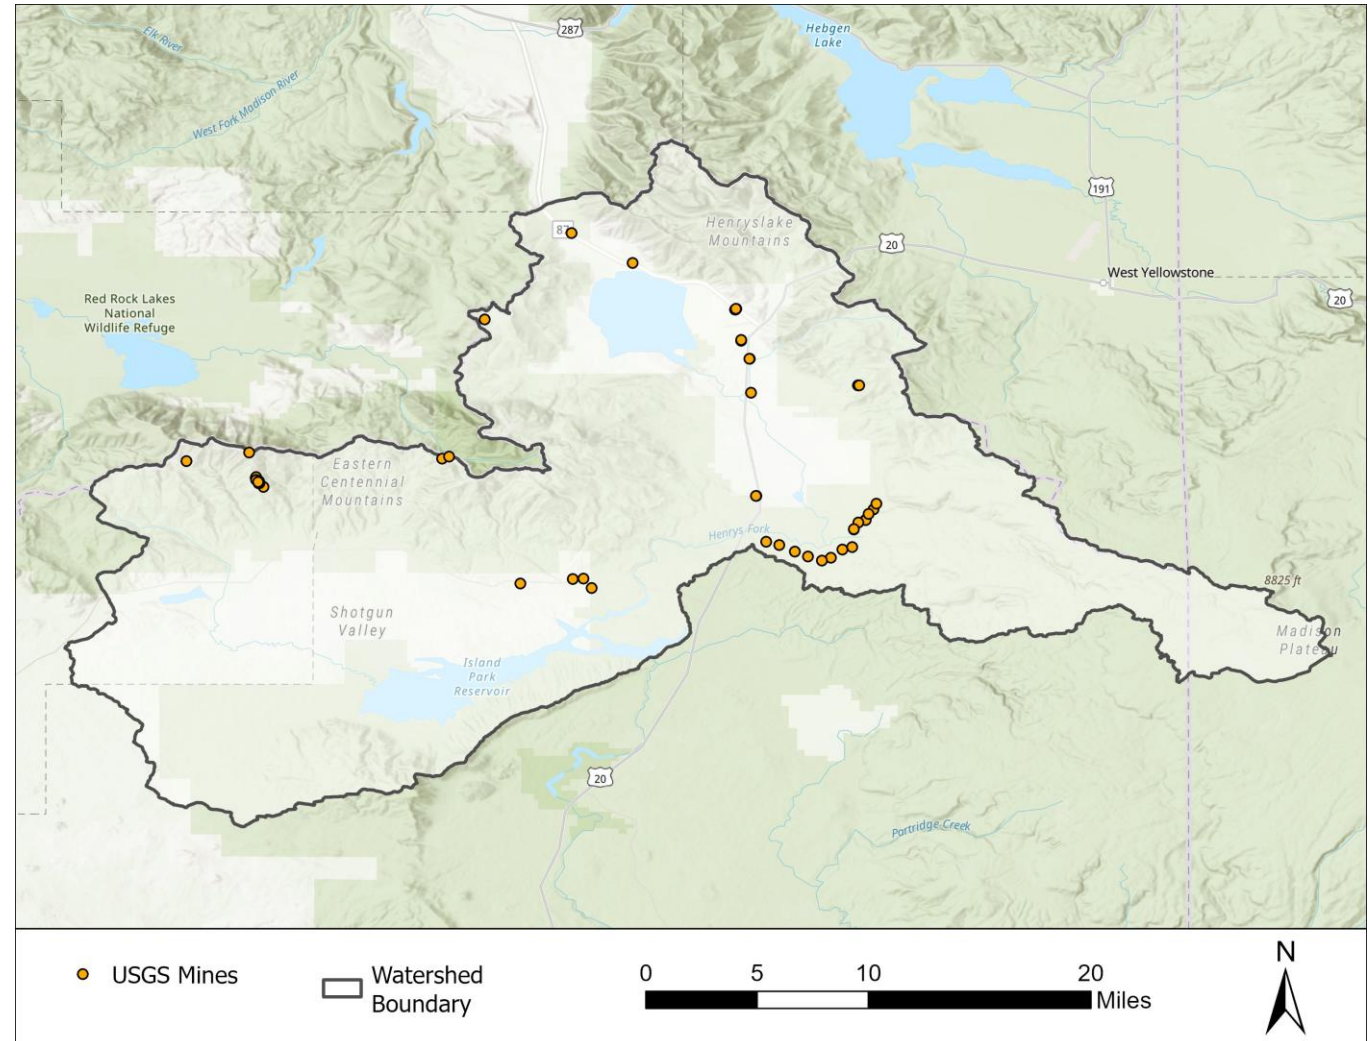 287
Hebgen
Lake
Elk River
West Fork Madison River
191
87
Henryslake
Mountains
20
West Yellowstone
20
Red Rock Lakes
National
Wildlife Refuge
Eastern
Centennial
Mountains
Henrys Fork
8825 ft
Shotgun
Valley
Madison
Plateau
Island
Park
Reservoir
20
Partridge Creek
USGS Mines
Watershed
Boundary
0
5
10
20
Miles
N